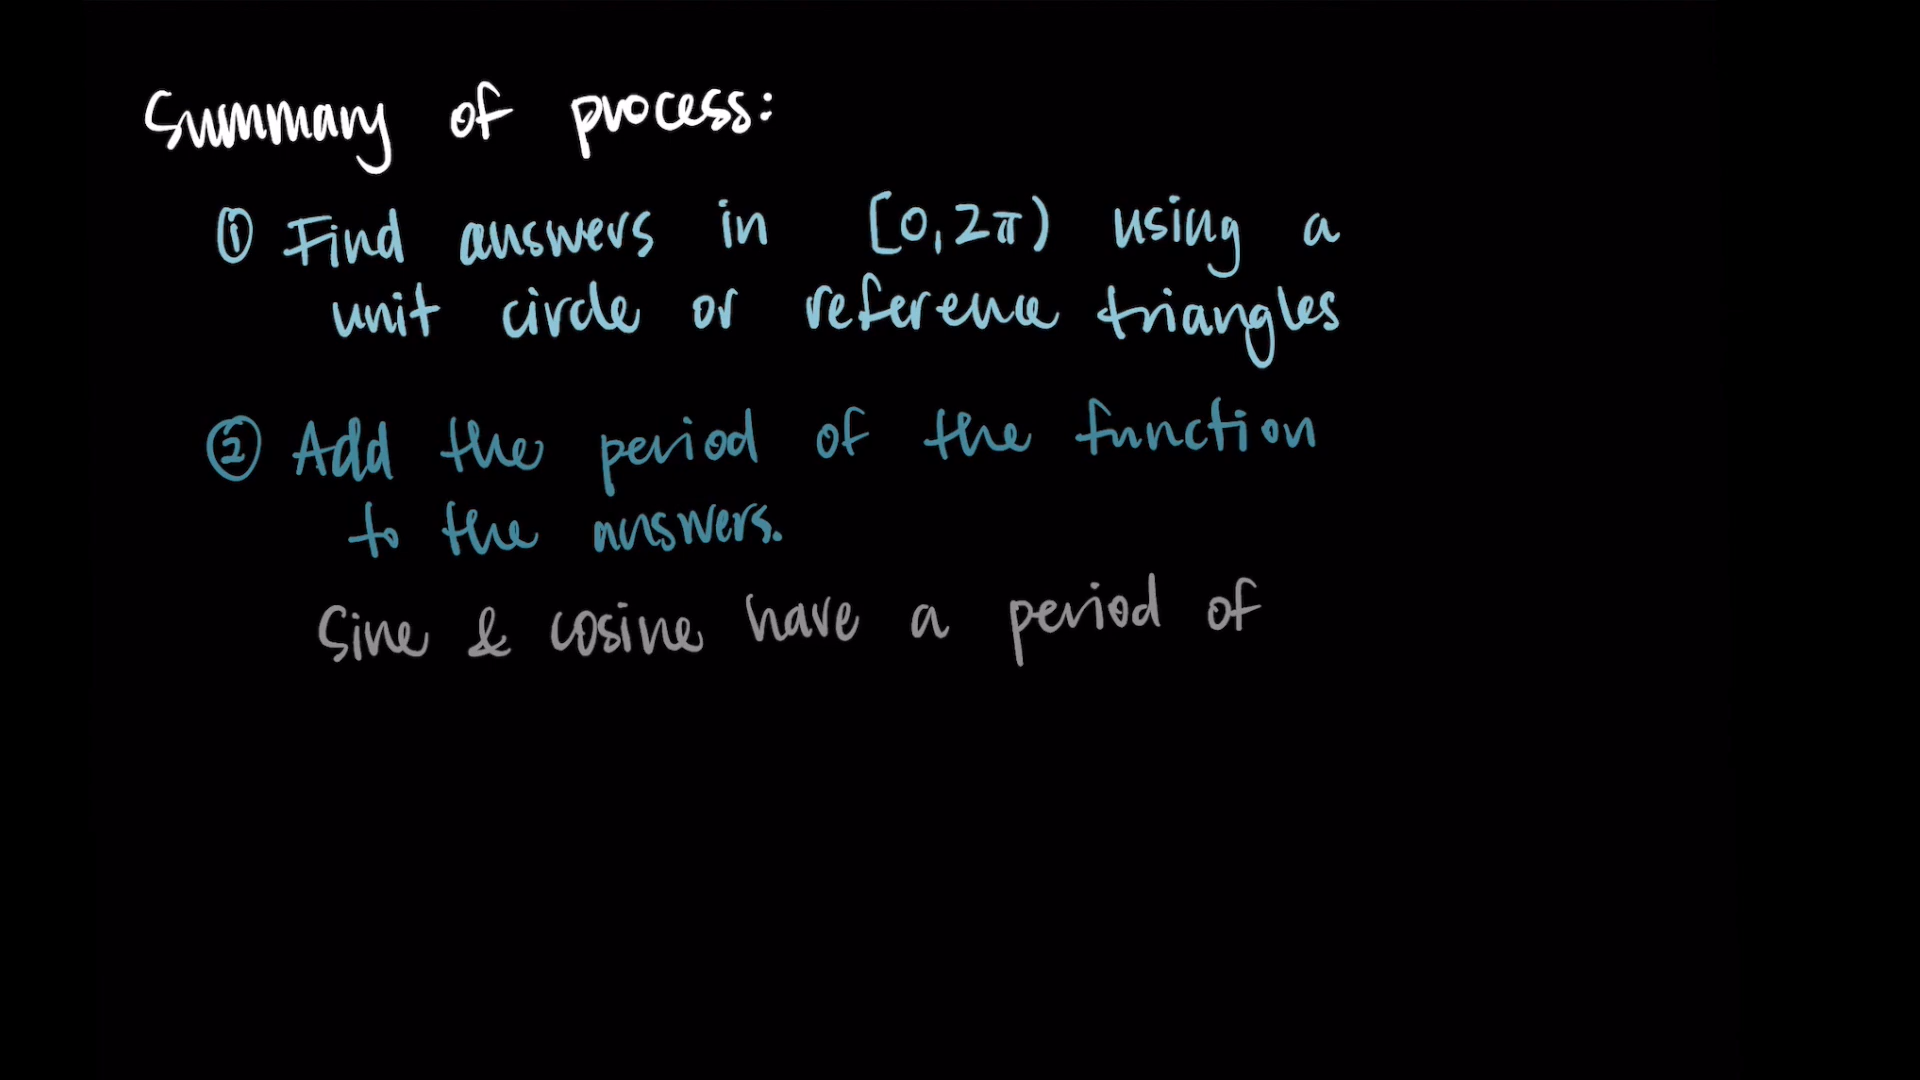 Summary of process:
① Find answers in [0,2π) using a
unit circle or reference triangles
② Add the period of the function
to the answers.
Sine & cosine have a period of